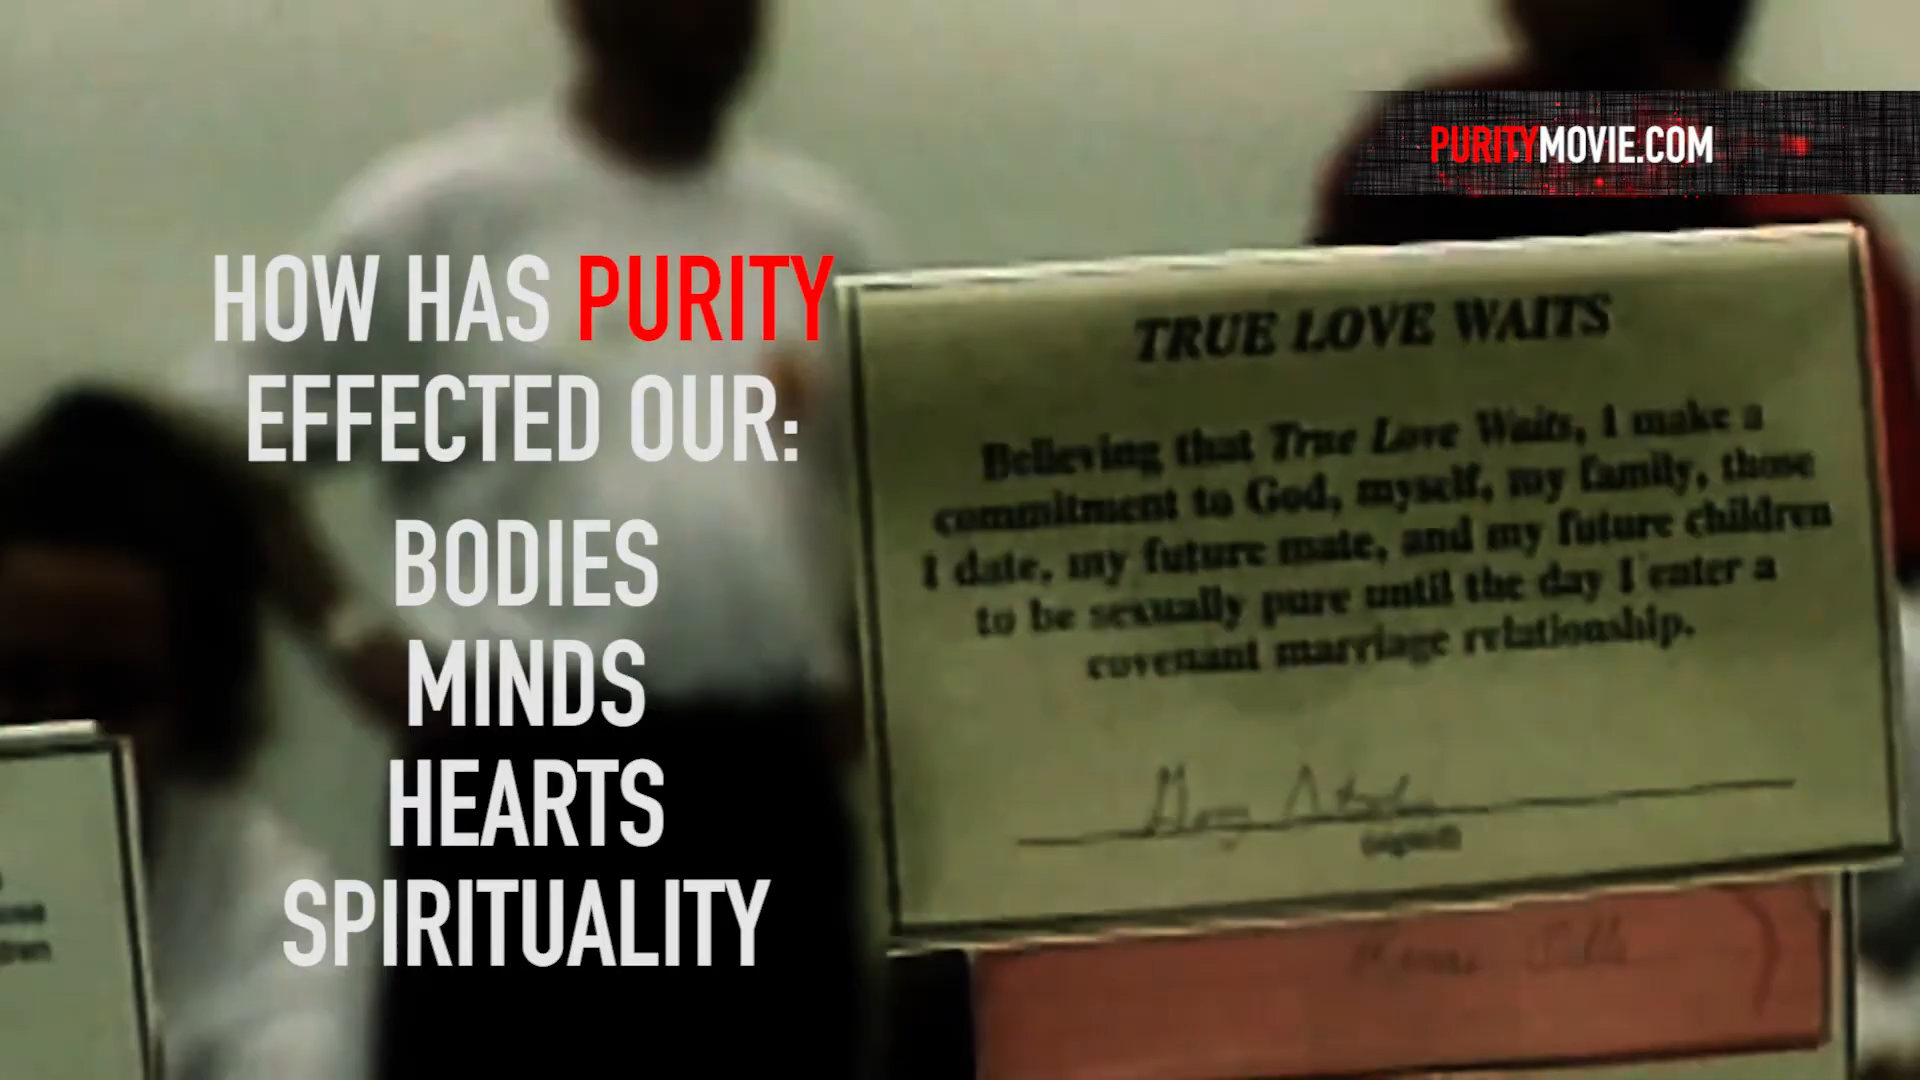 PURITYMOVIE.COM
HOW HAS PURITY
EFFECTED OUR:
BODIES
MINDS
HEARTS
SPIRITUALITY
TRUE LOVE WAITS
Believing that True Love Waits, I make a
commitment to God, myself, my family, those
I date, my future mate, and my future children
to be sexually pure until the day I enter a
covenant marriage relationship.
(signed)